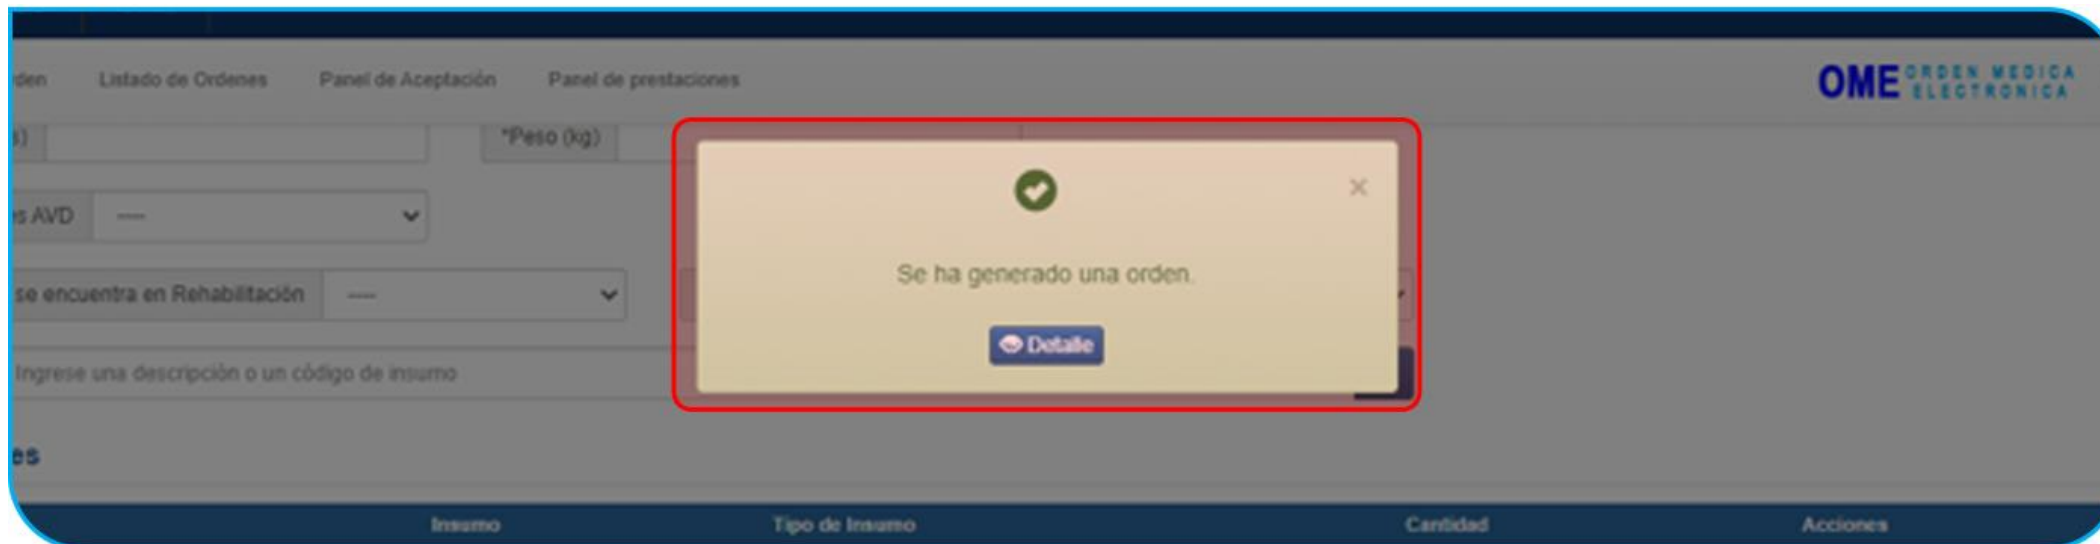 Listado de Ordenes
Panel de Aceptación
Panel de prestaciones
OME ORDEN MEDICA
ELECTRONICA
*Peso (kg)
AVD
----
Se ha generado una orden.
se encuentra en Rehabilitación
----
Detalle
Ingrese una descripción o un código de insumo
Insumo
Tipo de Insumo
Cantidad
Acciones